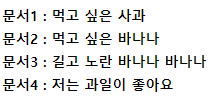 문서1 : 먹고 싶은 사과
문서2 : 먹고 싶은 바나나
문서3 : 길고 노란 바나나 바나나
문서4 : 저는 과일이 좋아요